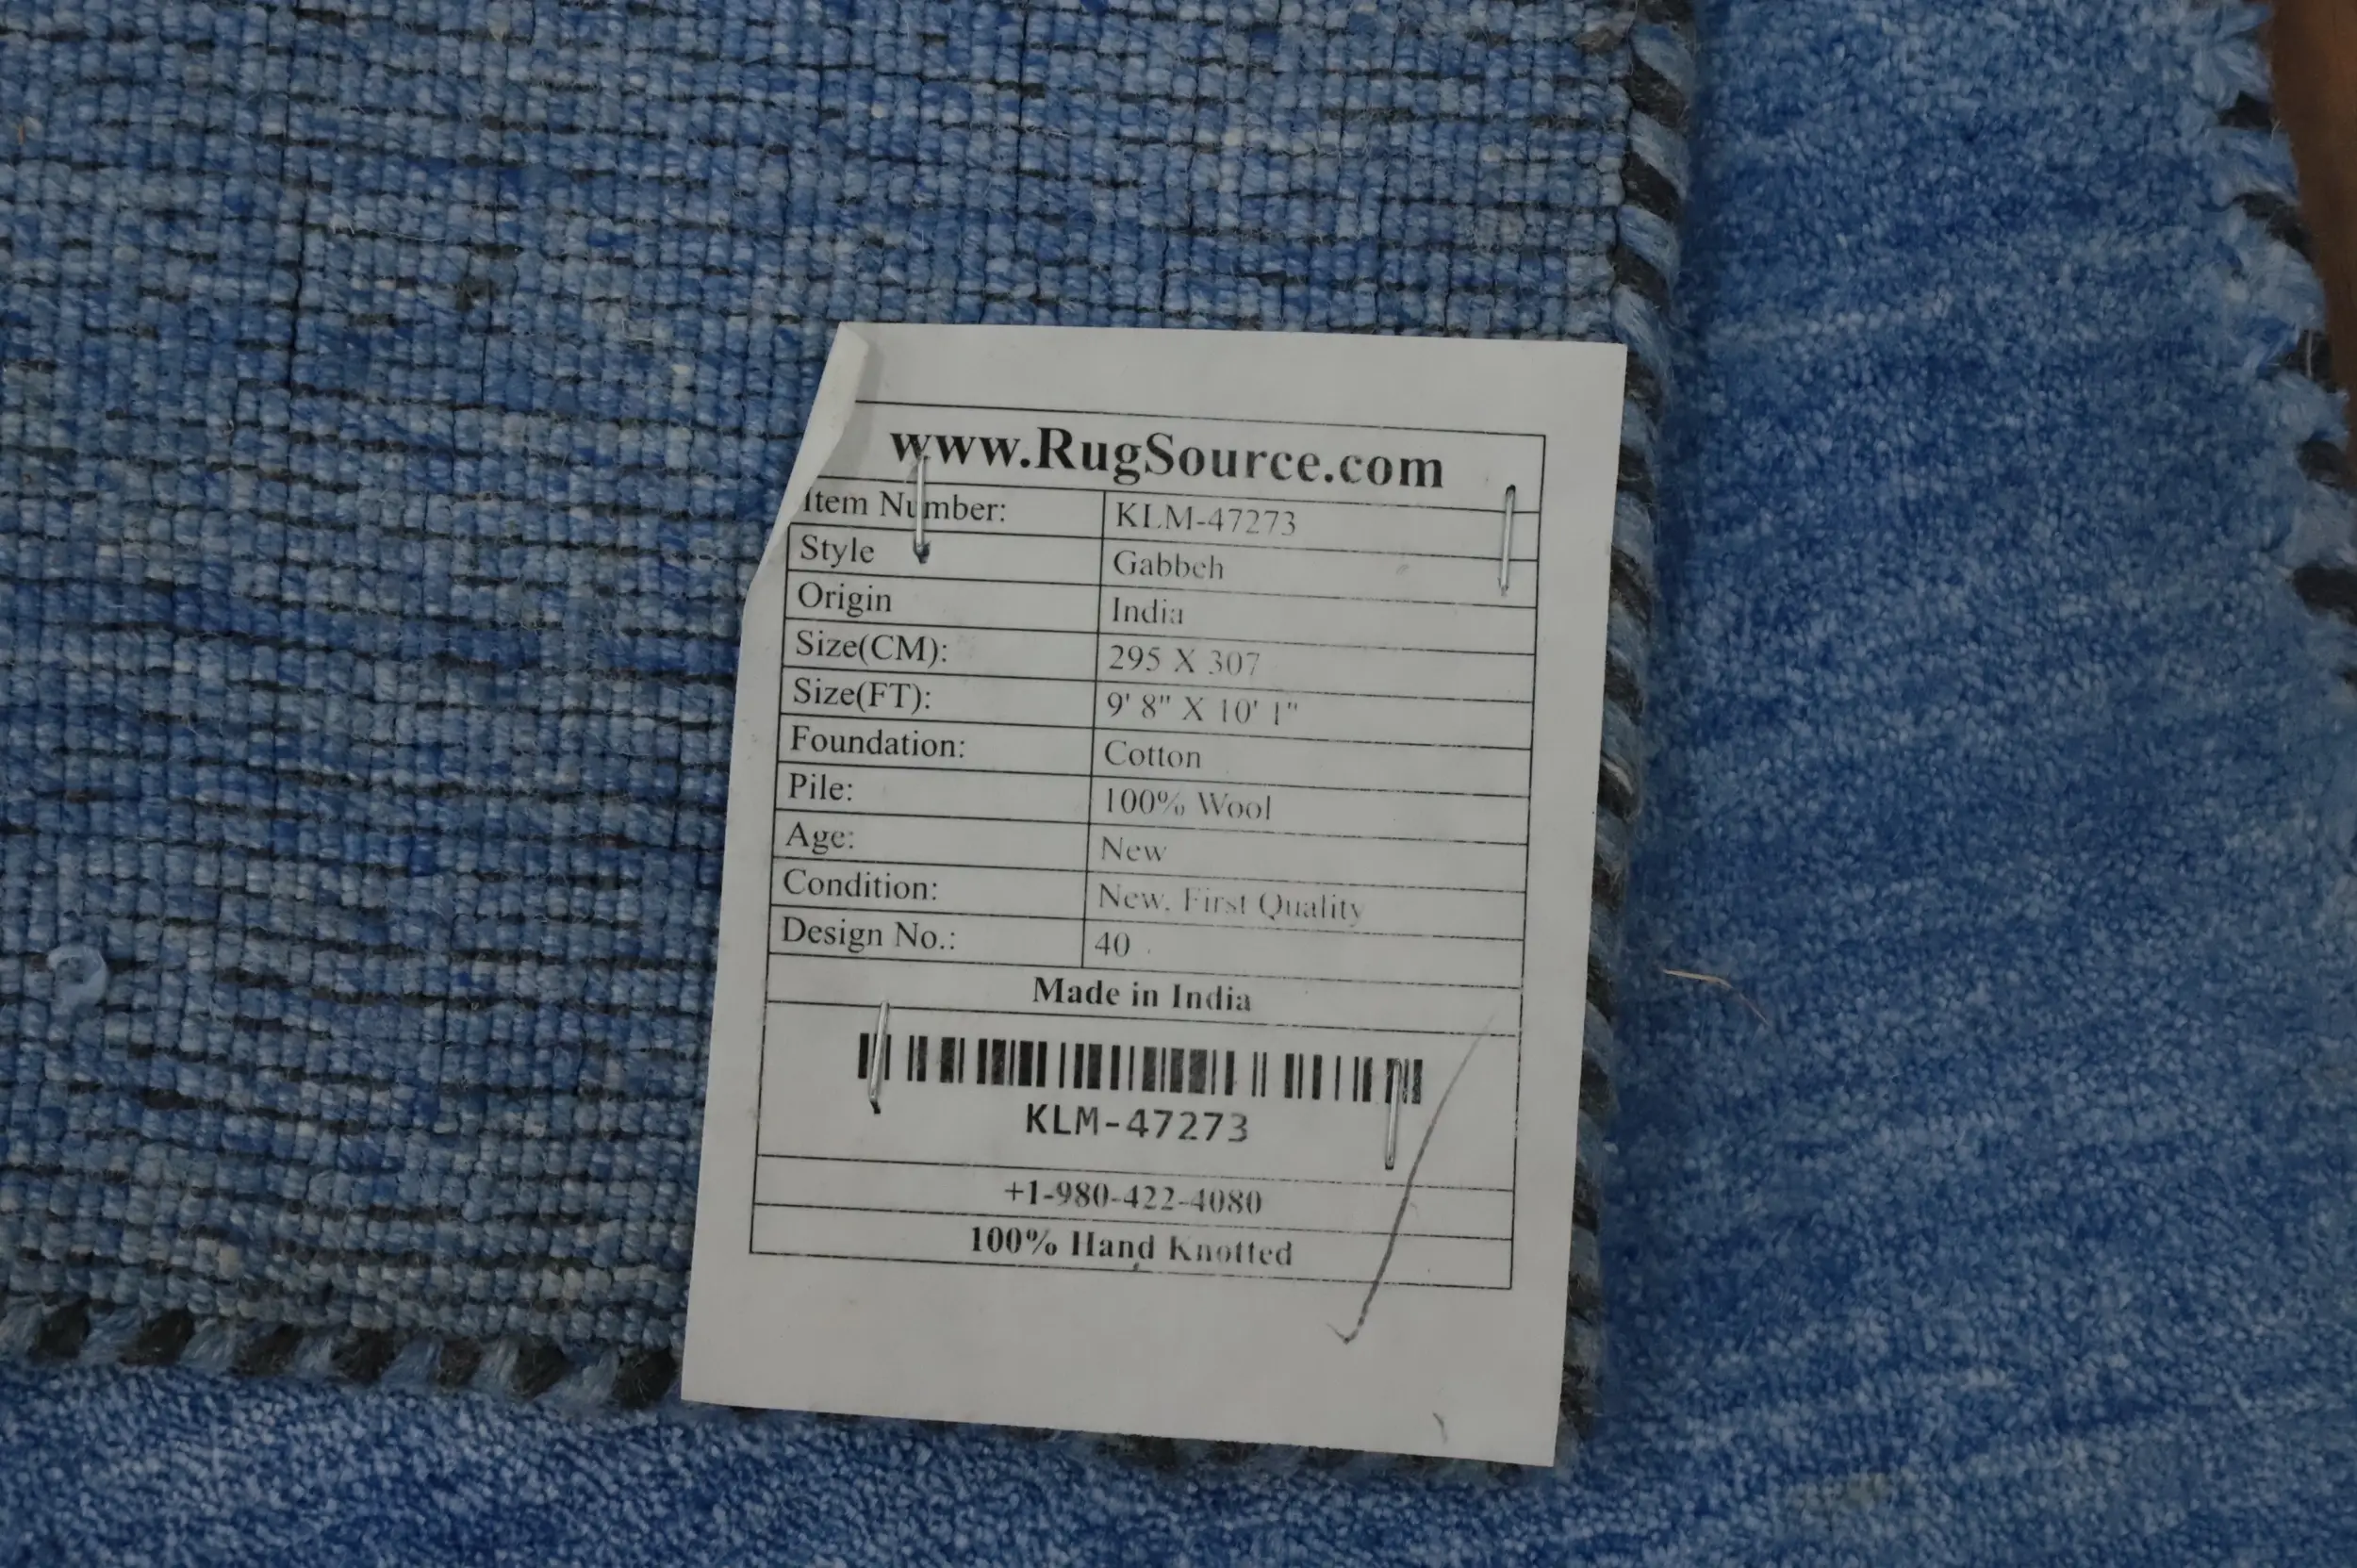 www.RugSource.com
Item Number: KLM-47273
Style Gabbeh
Origin India
Size(CM): 295 X 307
Size(FT): 9' 8" X 10' 1"
Foundation: Cotton
Pile: 100% Wool
Age: New
Condition: New, First Quality
Design No.: 40
Made in India
KLM-47273
+1-980-422-4080
100% Hand Knotted